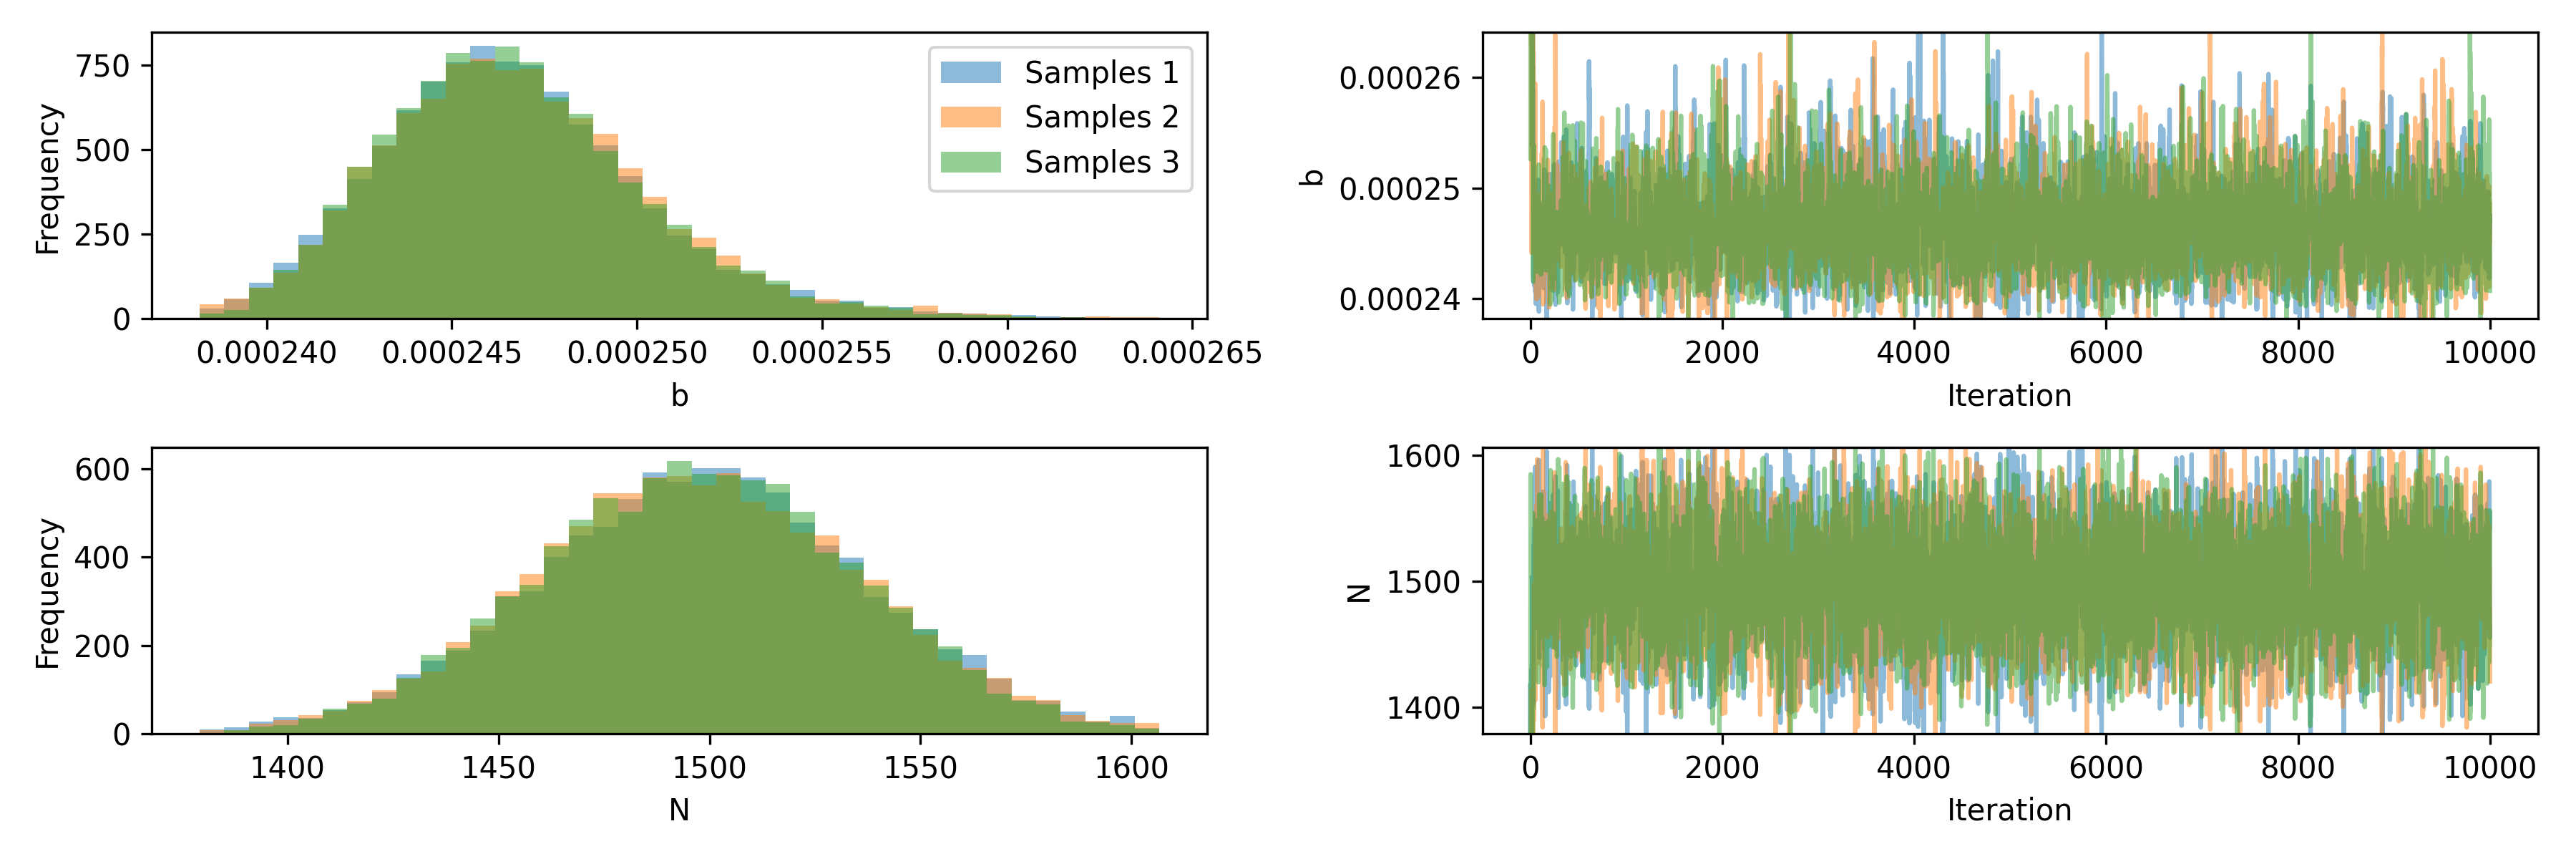 Frequency
750
500
250
0
0.000240 0.000245 0.000250 0.000255 0.000260 0.000265
b
Samples 1
Samples 2
Samples 3
b
0.00026
0.00025
0.00024
0 2000 4000 6000 8000 10000
Iteration
Frequency
600
400
200
0
1400 1450 1500 1550 1600
N
N
1600
1500
1400
0 2000 4000 6000 8000 10000
Iteration